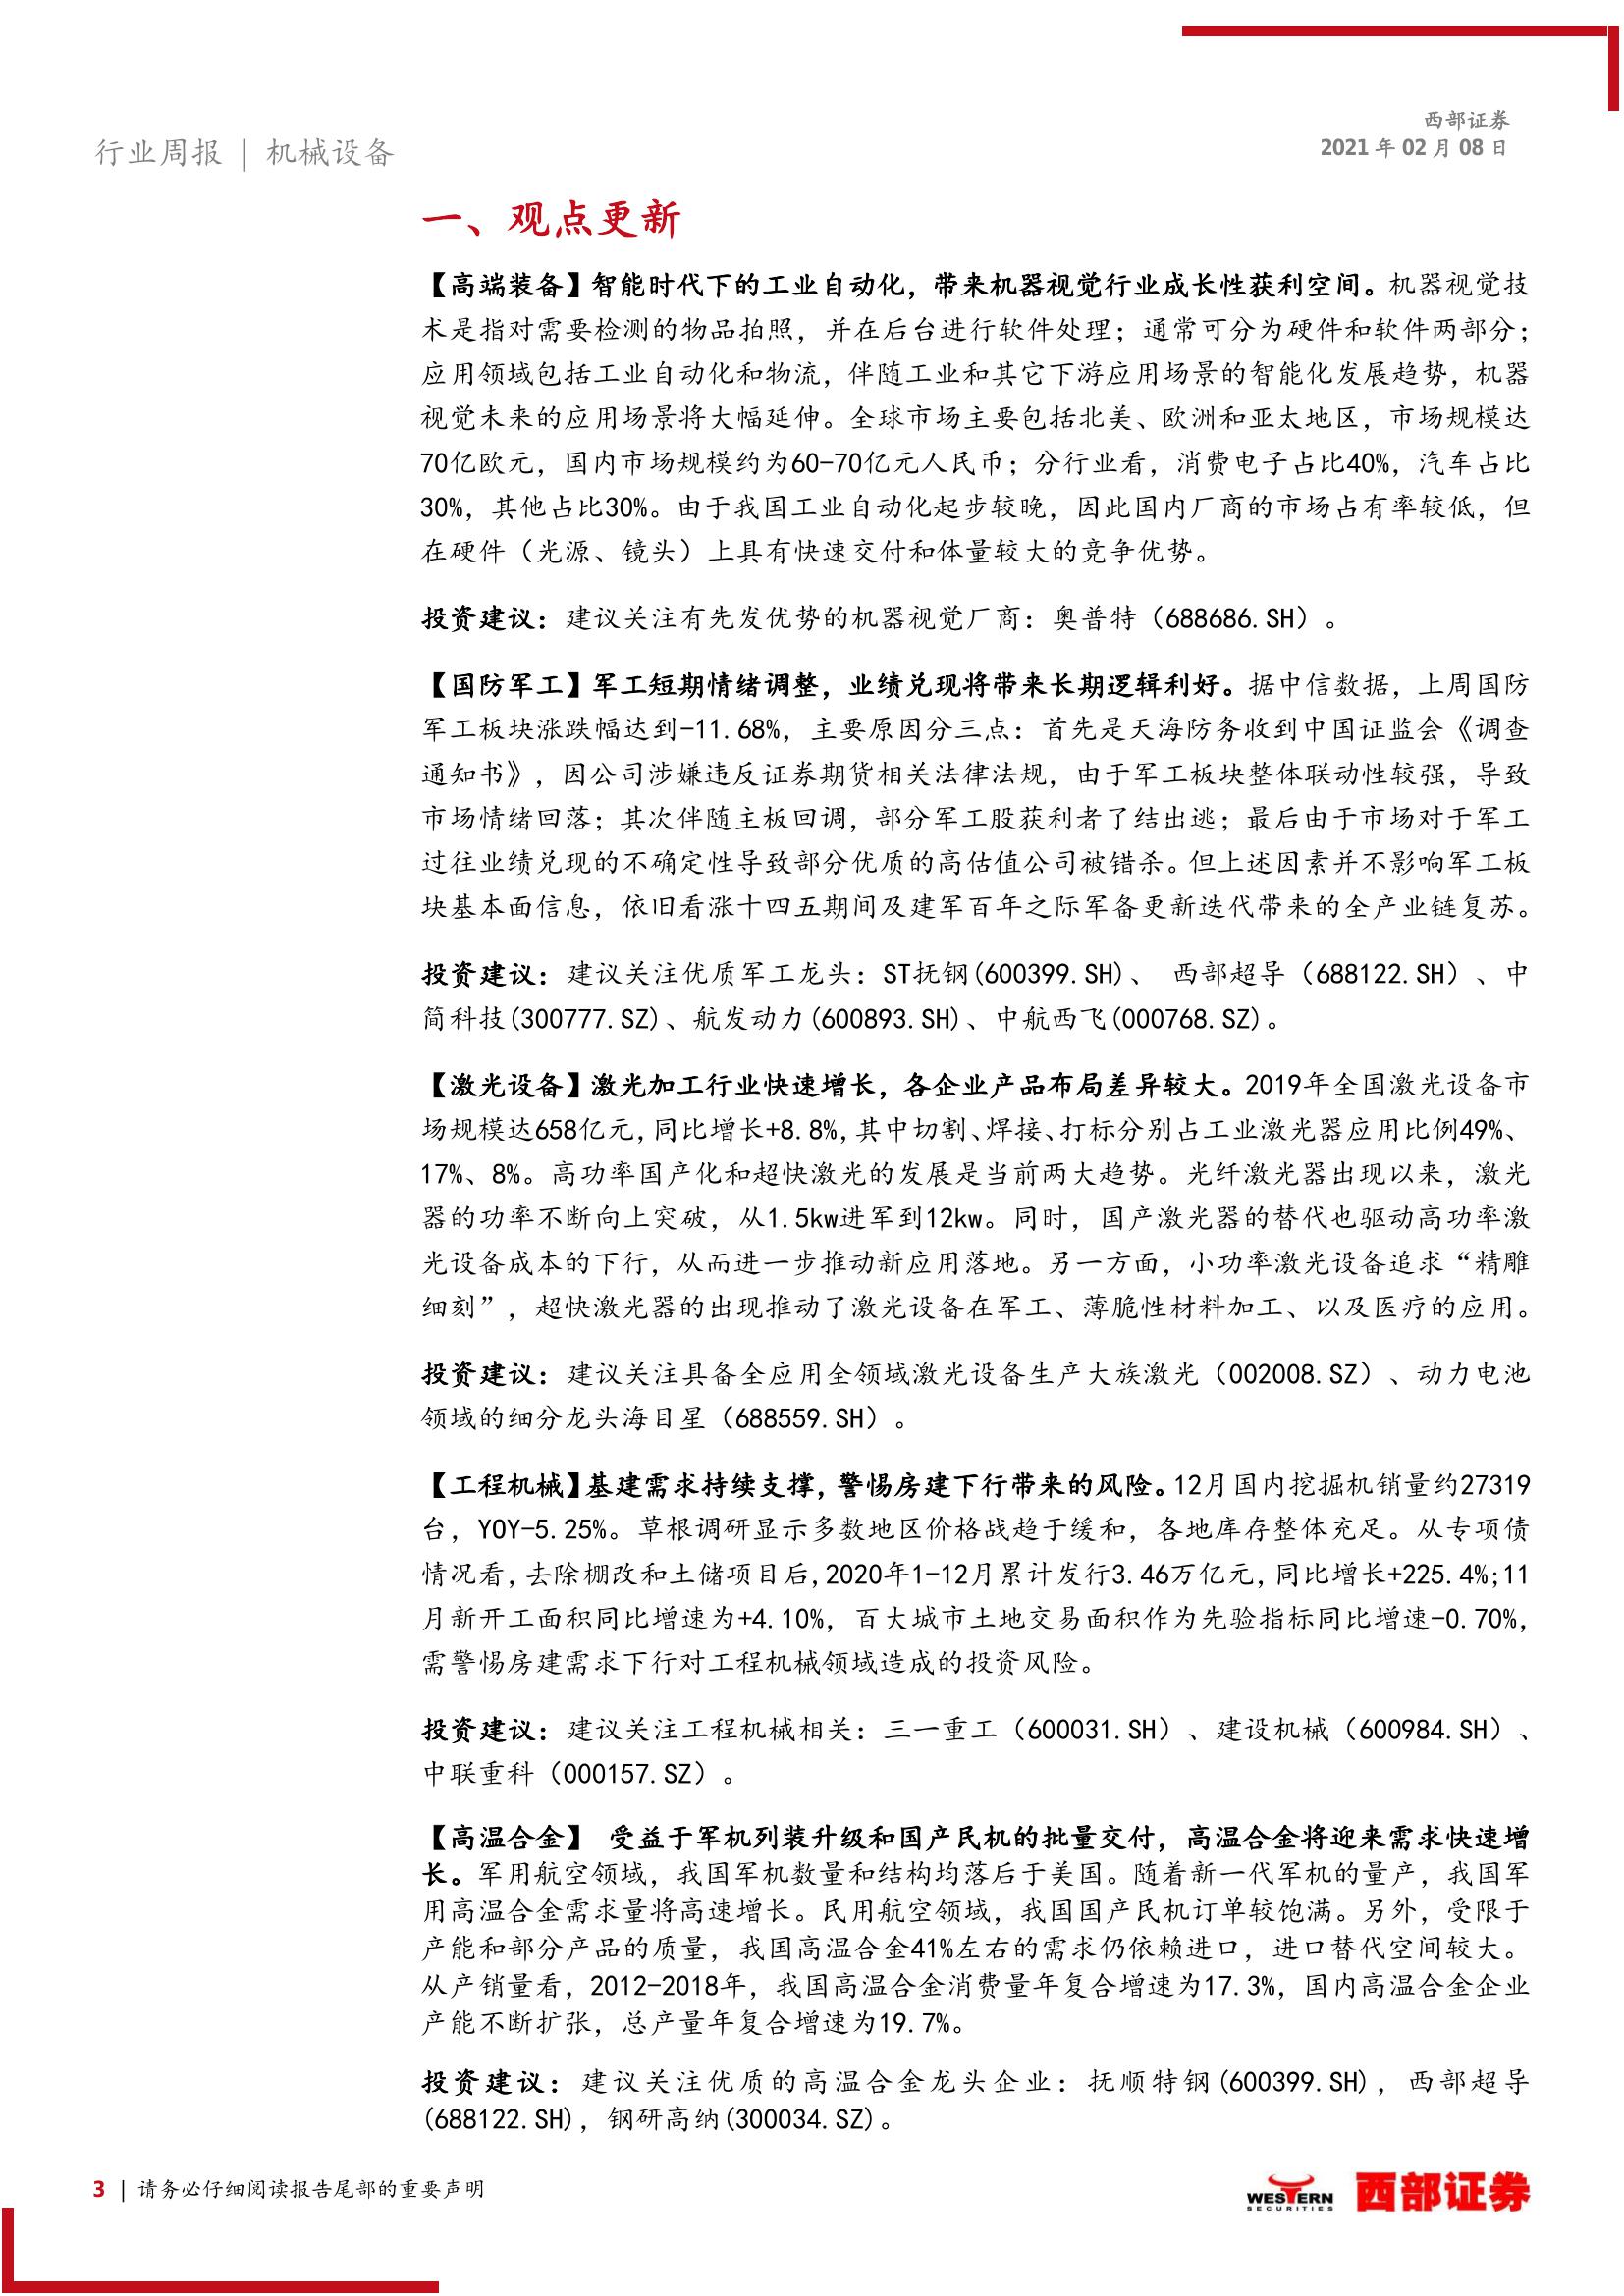 西部证券
行业周报 | 机械设备
2021 年 02 月 08 日
一、观点更新
【高端装备】智能时代下的工业自动化，带来机器视觉行业成长性获利空间。机器视觉技
术是指对需要检测的物品拍照，并在后台进行软件处理；通常可分为硬件和软件两部分；
应用领域包括工业自动化和物流，伴随工业和其它下游应用场景的智能化发展趋势，机器
视觉未来的应用场景将大幅延伸。全球市场主要包括北美、欧洲和亚太地区，市场规模达
70亿欧元，国内市场规模约为60-70亿元人民币；分行业看，消费电子占比40%，汽车占比
30%，其他占比30%。由于我国工业自动化起步较晚，因此国内厂商的市场占有率较低，但
在硬件（光源、镜头）上具有快速交付和体量较大的竞争优势。
投资建议：建议关注有先发优势的机器视觉厂商：奥普特（688686.SH）。
【国防军工】军工短期情绪调整，业绩兑现将带来长期逻辑利好。据中信数据，上周国防
军工板块涨跌幅达到-11.68%，主要原因分三点：首先是天海防务收到中国证监会《调查
通知书》，因公司涉嫌违反证券期货相关法律法规，由于军工板块整体联动性较强，导致
市场情绪回落；其次伴随主板回调，部分军工股获利者了结出逃；最后由于市场对于军工
过往业绩兑现的不确定性导致部分优质的高估值公司被错杀。但上述因素并不影响军工板
块基本面信息，依旧看涨十四五期间及建军百年之际军备更新迭代带来的全产业链复苏。
投资建议：建议关注优质军工龙头：ST抚钢(600399.SH)、 西部超导（688122.SH）、中
简科技(300777.SZ)、航发动力(600893.SH)、中航西飞(000768.SZ)。
【激光设备】激光加工行业快速增长，各企业产品布局差异较大。2019年全国激光设备市
场规模达658亿元,同比增长+8.8%,其中切割、焊接、打标分别占工业激光器应用比例49%、
17%、8%。高功率国产化和超快激光的发展是当前两大趋势。光纤激光器出现以来，激光
器的功率不断向上突破，从1.5kw进军到12kw。同时，国产激光器的替代也驱动高功率激
光设备成本的下行，从而进一步推动新应用落地。另一方面，小功率激光设备追求“精雕
细刻”，超快激光器的出现推动了激光设备在军工、薄脆性材料加工、以及医疗的应用。
投资建议：建议关注具备全应用全领域激光设备生产大族激光（002008.SZ）、动力电池
领域的细分龙头海目星（688559.SH）。
【工程机械】基建需求持续支撑,警惕房建下行带来的风险。12月国内挖掘机销量约27319
台，YOY-5.25%。草根调研显示多数地区价格战趋于缓和，各地库存整体充足。从专项债
情况看,去除棚改和土储项目后,2020年1-12月累计发行3.46万亿元,同比增长+225.4%;11
月新开工面积同比增速为+4.10%，百大城市土地交易面积作为先验指标同比增速-0.70%,
需警惕房建需求下行对工程机械领域造成的投资风险。
投资建议：建议关注工程机械相关：三一重工（600031.SH）、建设机械（600984.SH）、
中联重科（000157.SZ）。
【高温合金】 受益于军机列装升级和国产民机的批量交付，高温合金将迎来需求快速增
长。军用航空领域，我国军机数量和结构均落后于美国。随着新一代军机的量产，我国军
用高温合金需求量将高速增长。民用航空领域，我国国产民机订单较饱满。另外，受限于
产能和部分产品的质量，我国高温合金41%左右的需求仍依赖进口，进口替代空间较大。
从产销量看，2012-2018年，我国高温合金消费量年复合增速为17.3%，国内高温合金企业
产能不断扩张，总产量年复合增速为19.7%。
投资建议：建议关注优质的高温合金龙头企业：抚顺特钢(600399.SH)，西部超导
(688122.SH)，钢研高纳(300034.SZ)。
3 | 请务必仔细阅读报告尾部的重要声明
WESTERN
SECURITIES
西部证券